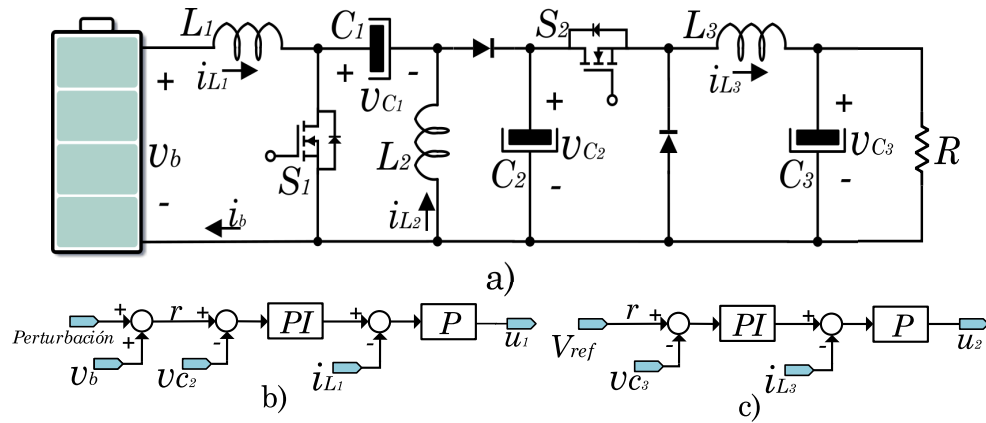 L1 C1 S2 L3
iL1 + - iL3
+ vC1 + +
vb S1 L2 C2 vC2 C3 vC3 R
- ib iL2 - -
a)
Perturbación + r + PI + P u1
+ - -
vb vc2 iL1
b)
Vref r + PI + P u2
- -
vc3 iL3
c)